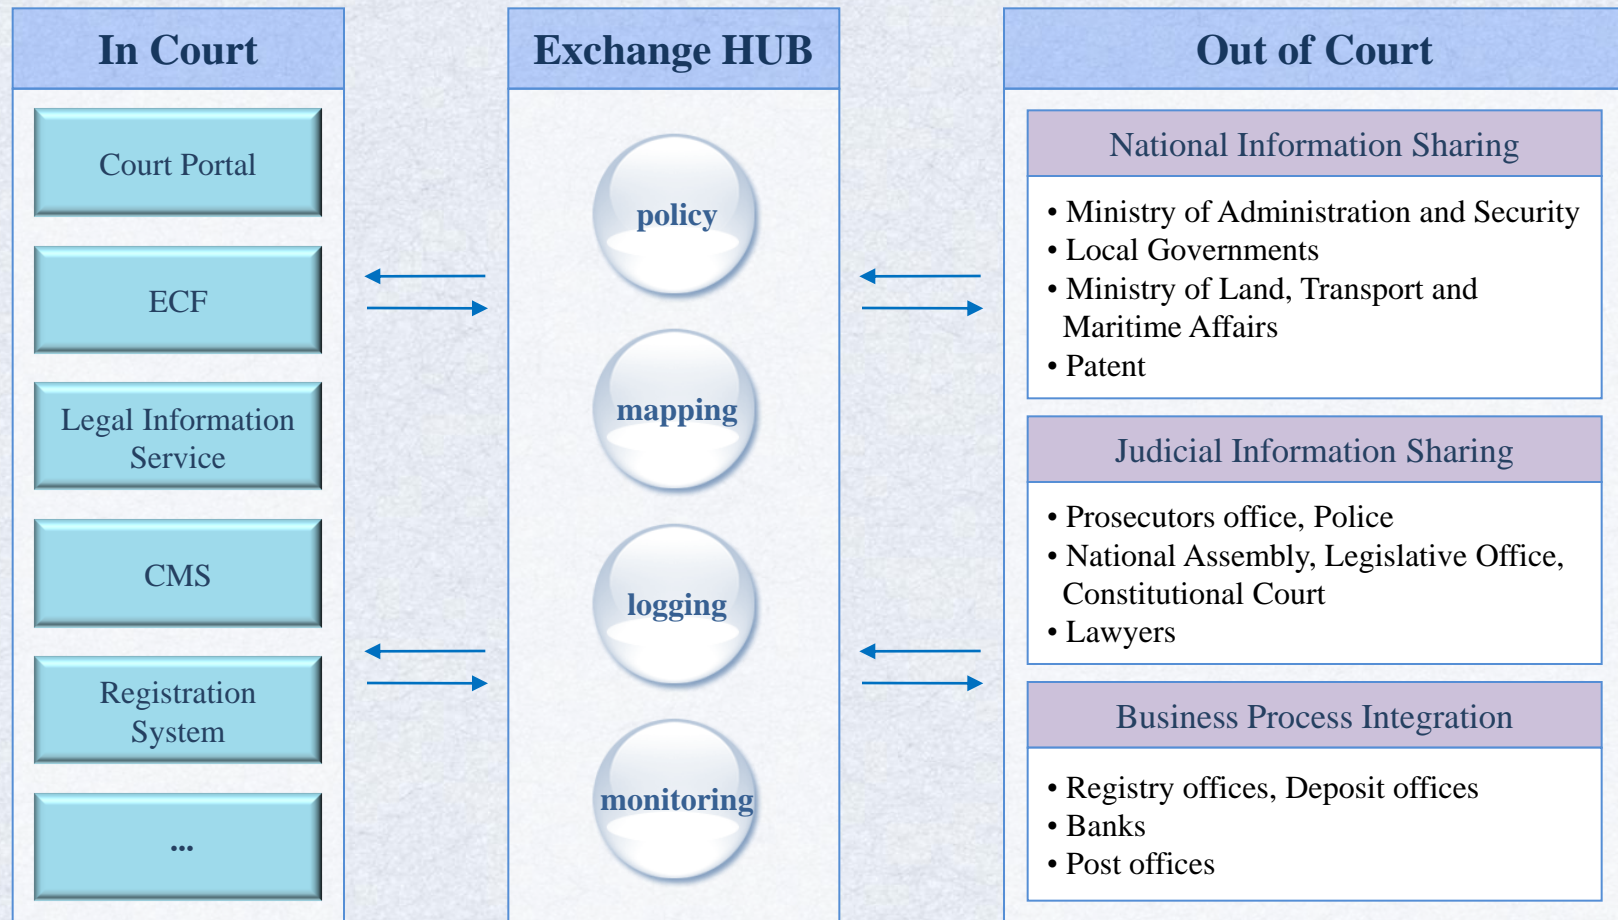 In Court
Court Portal
ECF
Legal Information
Service
CMS
Registration
System
...
Exchange HUB
policy
mapping
logging
monitoring
Out of Court
National Information Sharing
• Ministry of Administration and Security
• Local Governments
• Ministry of Land, Transport and
Maritime Affairs
• Patent
Judicial Information Sharing
• Prosecutors office, Police
• National Assembly, Legislative Office,
Constitutional Court
• Lawyers
Business Process Integration
• Registry offices, Deposit offices
• Banks
• Post offices